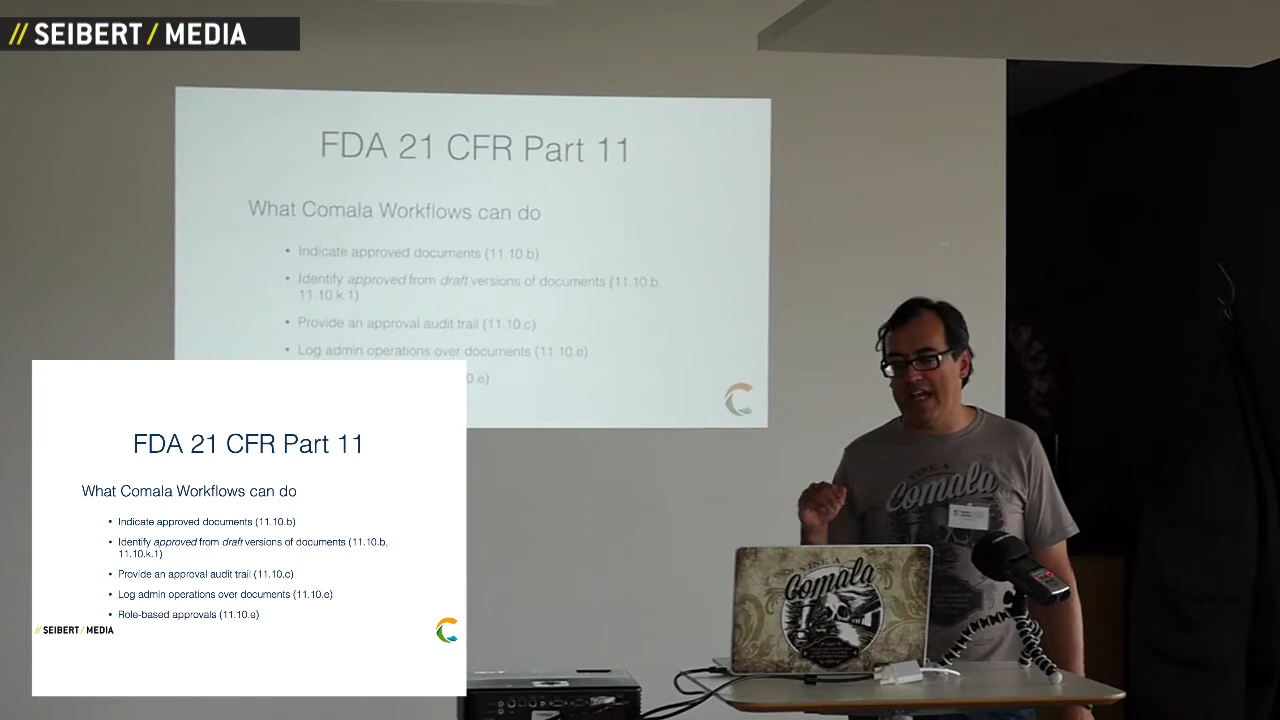 // SEIBERT / MEDIA
FDA 21 CFR Part 11
What Comala Workflows can do
• Indicate approved documents (11.10.b)
• Identify approved from draft versions of documents (11.10.b,
11.10.k.1)
• Provide an approval audit trail (11.10.c)
• Log admin operations over documents (11.10.e)
0.e)
FDA 21 CFR Part 11
What Comala Workflows can do
• Indicate approved documents (11.10.b)
• Identify approved from draft versions of documents (11.10.b,
11.10.k.1)
• Provide an approval audit trail (11.10.c)
• Log admin operations over documents (11.10.e)
• Role-based approvals (11.10.e)
// SEIBERT / MEDIA
Comala
Comala